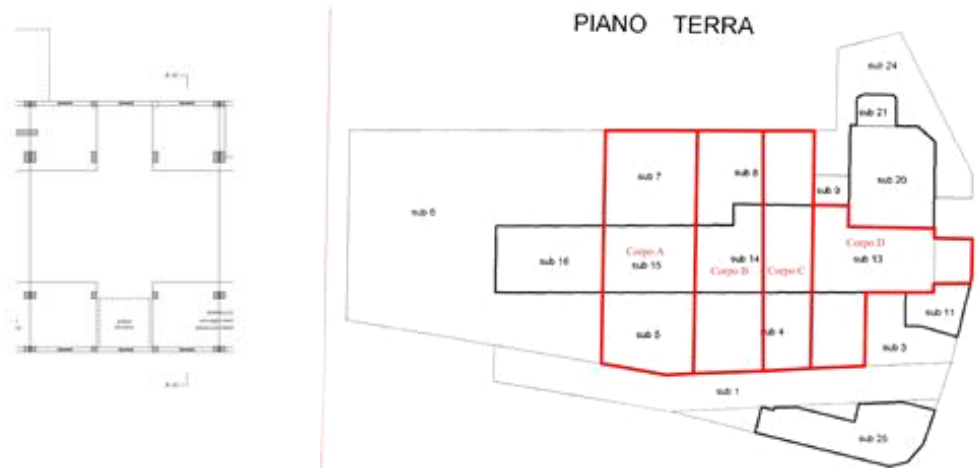 PIANO TERRA
sub 24
sub 21
sub 7
sub 8
sub 9
sub 20
sub 6
sub 16
Corpo A
sub 15
sub 14
Corpo B
Corpo C
Corpo D
sub 13
sub 11
sub 5
sub 4
sub 3
sub 1
sub 25